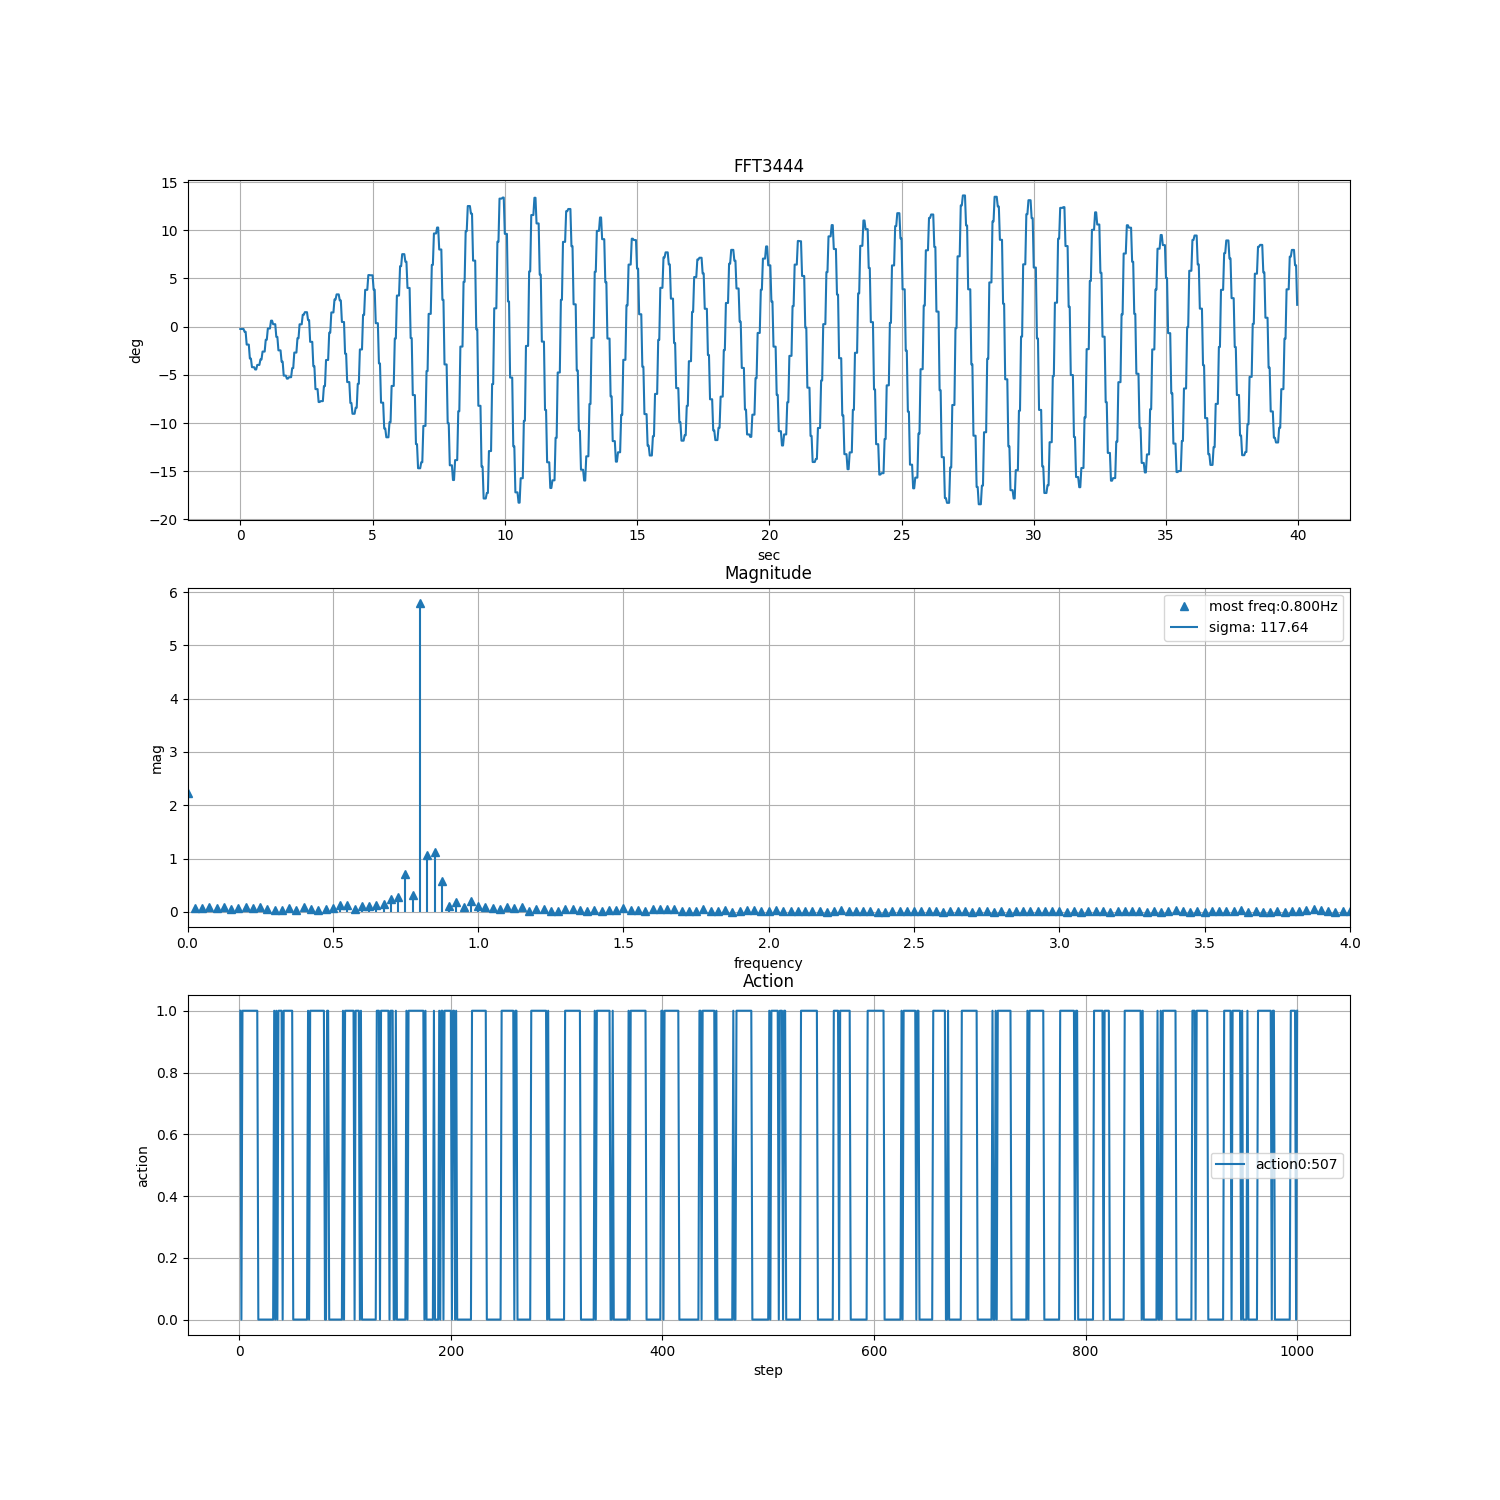 FFT3444
15
10
5
0
−5
−10
−15
−20
deg
0 5 10 15 20 25 30 35 40
sec
Magnitude
6
5
4
3
2
1
0
mag
most freq:0.800Hz
sigma: 117.64
0.0 0.5 1.0 1.5 2.0 2.5 3.0 3.5 4.0
frequency
Action
1.0
0.8
0.6
0.4
0.2
0.0
action
action0:507
0 200 400 600 800 1000
step